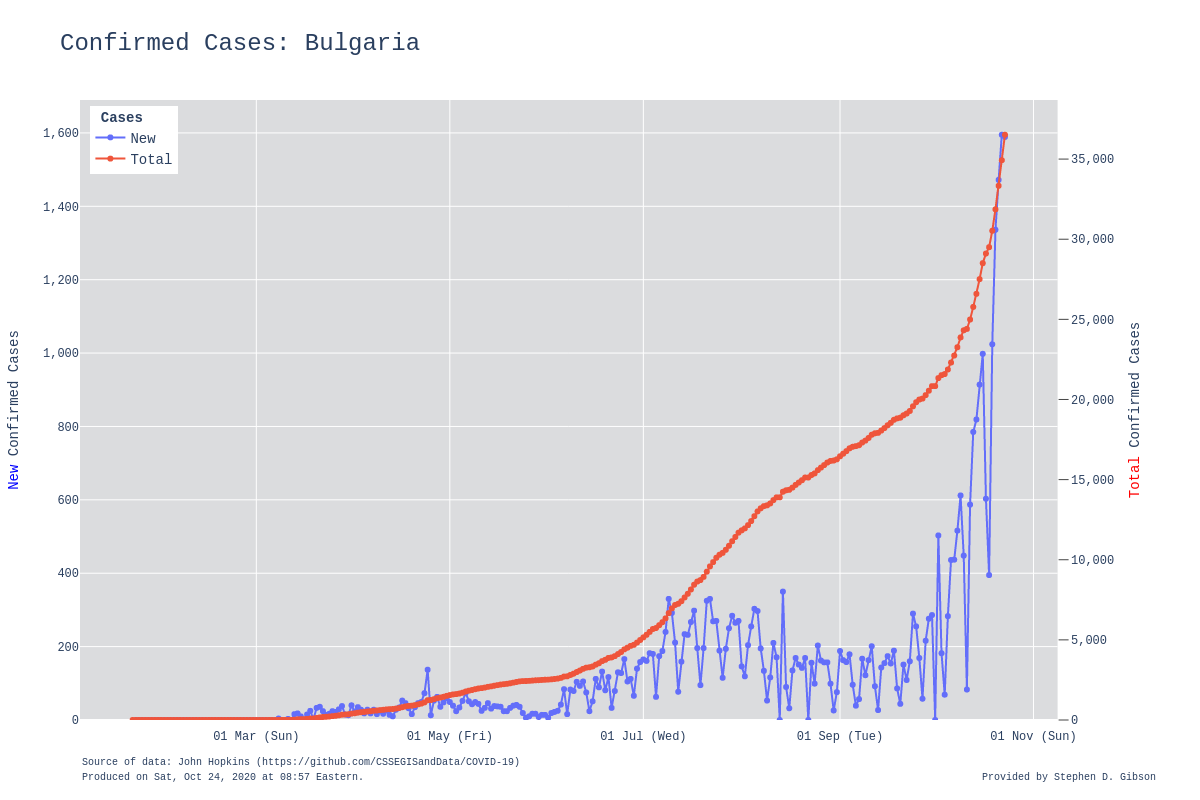 Confirmed Cases: Bulgaria
Cases
New
Total
1,600
1,400
1,200
1,000
800
600
400
200
0
New Confirmed Cases
35,000
30,000
25,000
20,000
15,000
10,000
5,000
0
Total Confirmed Cases
01 Mar (Sun)
01 May (Fri)
01 Jul (Wed)
01 Sep (Tue)
01 Nov (Sun)
Source of data: John Hopkins (https://github.com/CSSEGISandData/COVID-19)
Produced on Sat, Oct 24, 2020 at 08:57 Eastern.
Provided by Stephen D. Gibson